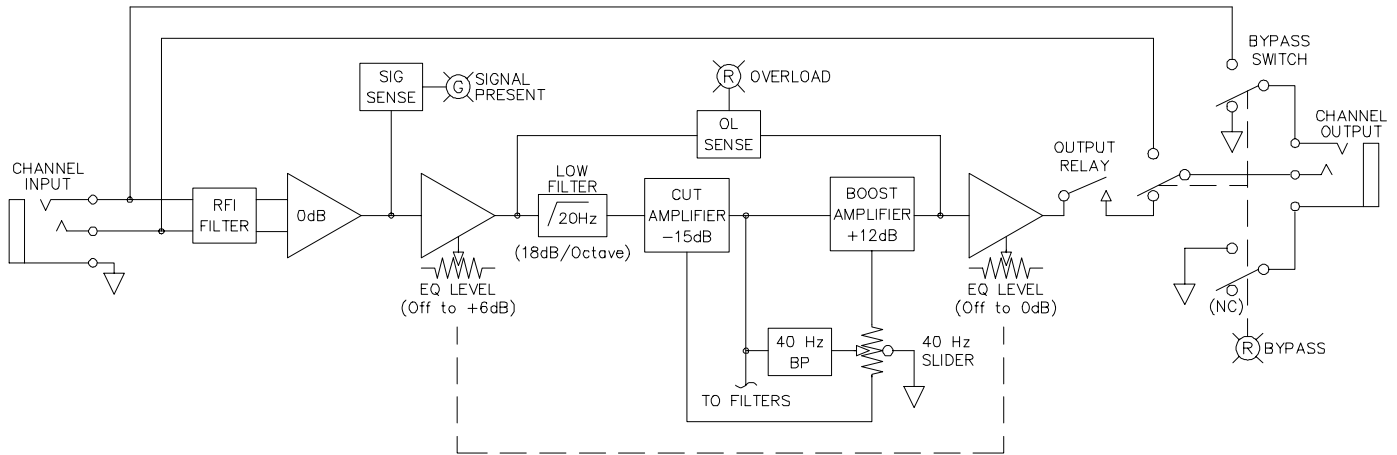 BYPASS
SWITCH
SIG
SENSE
G
SIGNAL
PRESENT
R
OVERLOAD
OL
SENSE
CHANNEL
OUTPUT
CHANNEL
INPUT
RFI
FILTER
0dB
LOW
FILTER
20Hz
(18dB/Octave)
CUT
AMPLIFIER
-15dB
BOOST
AMPLIFIER
+12dB
OUTPUT
RELAY
EQ LEVEL
(Off to +6dB)
EQ LEVEL
(Off to 0dB)
(NC)
40 Hz
BP
40 Hz
SLIDER
R
BYPASS
TO FILTERS